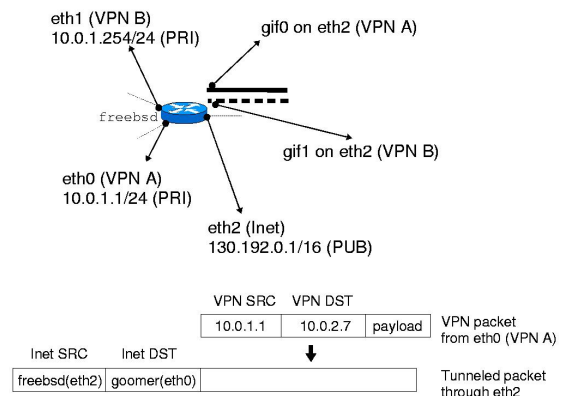 eth1 (VPN B)
10.0.1.254/24 (PRI)
gif0 on eth2 (VPN A)
freebsd
gif1 on eth2 (VPN B)
eth0 (VPN A)
10.0.1.1/24 (PRI)
eth2 (Inet)
130.192.0.1/16 (PUB)
VPN SRC VPN DST
10.0.1.1 10.0.2.7 payload
VPN packet
from eth0 (VPN A)
Inet SRC Inet DST
freebsd(eth2) goomer(eth0)
Tunneled packet
through eth2